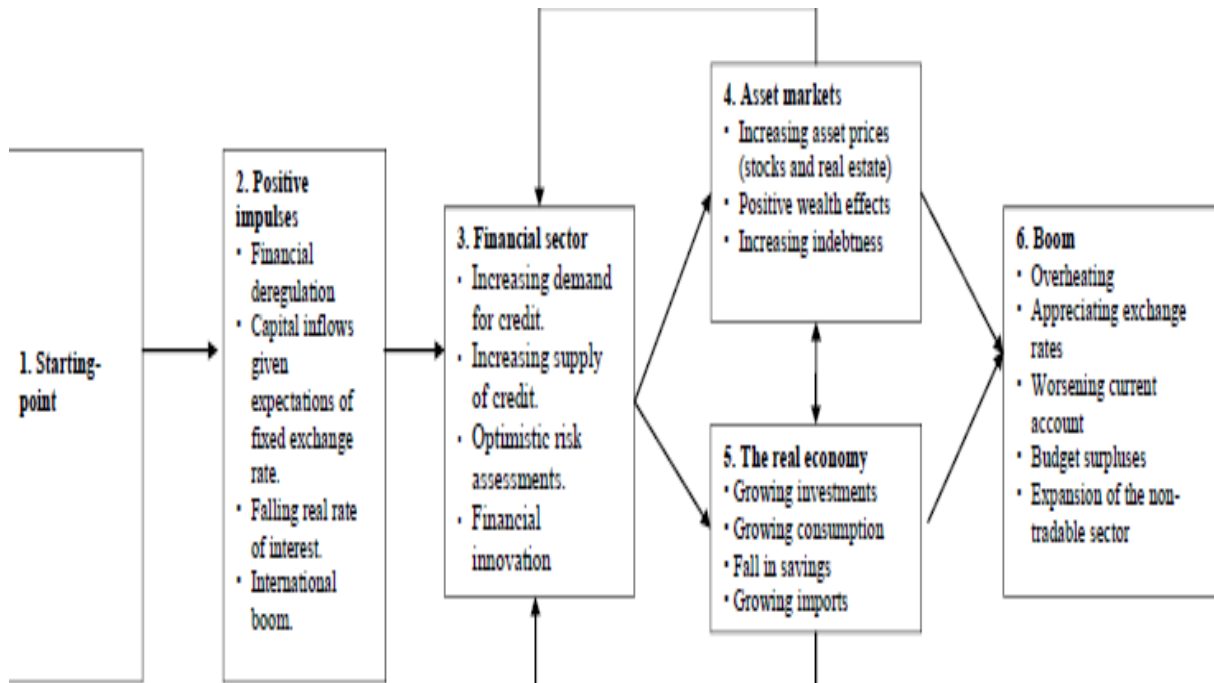 1. Starting-
point
2. Positive
impulses
• Financial
deregulation
• Capital inflows
given
expectations of
fixed exchange
rate.
• Falling real rate
of interest.
• International
boom.
3. Financial sector
• Increasing demand
for credit.
• Increasing supply
of credit.
• Optimistic risk
assessments.
• Financial
innovation
4. Asset markets
• Increasing asset prices
(stocks and real estate)
• Positive wealth effects
• Increasing indebtness
5. The real economy
• Growing investments
• Growing consumption
• Fall in savings
• Growing imports
6. Boom
• Overheating
• Appreciating exchange
rates
• Worsening current
account
• Budget surpluses
• Expansion of the non-
tradable sector